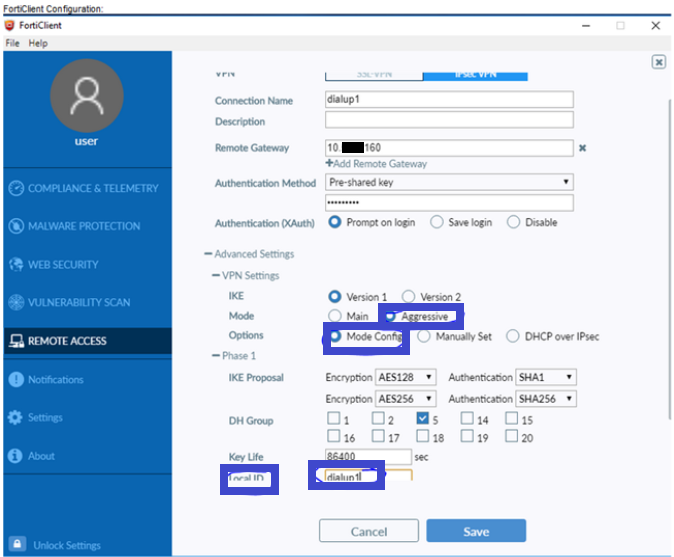 FortiClient Configuration:
FortiClient
File Help
user
COMPLIANCE & TELEMETRY
MALWARE PROTECTION
WEB SECURITY
VULNERABILITY SCAN
REMOTE ACCESS
Notifications
Settings
About
Unlock Settings
VPN SSL-VPN IPsec VPN
Connection Name dialup1
Description
Remote Gateway 10. 160
+Add Remote Gateway
Authentication Method Pre-shared key
•••••••••
Authentication (XAuth) Prompt on login Save login Disable
Advanced Settings
VPN Settings
IKE Version 1 Version 2
Mode Main Aggressive
Options Mode Config Manually Set DHCP over IPsec
Phase 1
IKE Proposal Encryption AES128 Authentication SHA1
Encryption AES256 Authentication SHA256
DH Group 1 2 5 14 15
16 17 18 19 20
Key Life 86400 sec
Local ID dialup1
Cancel Save